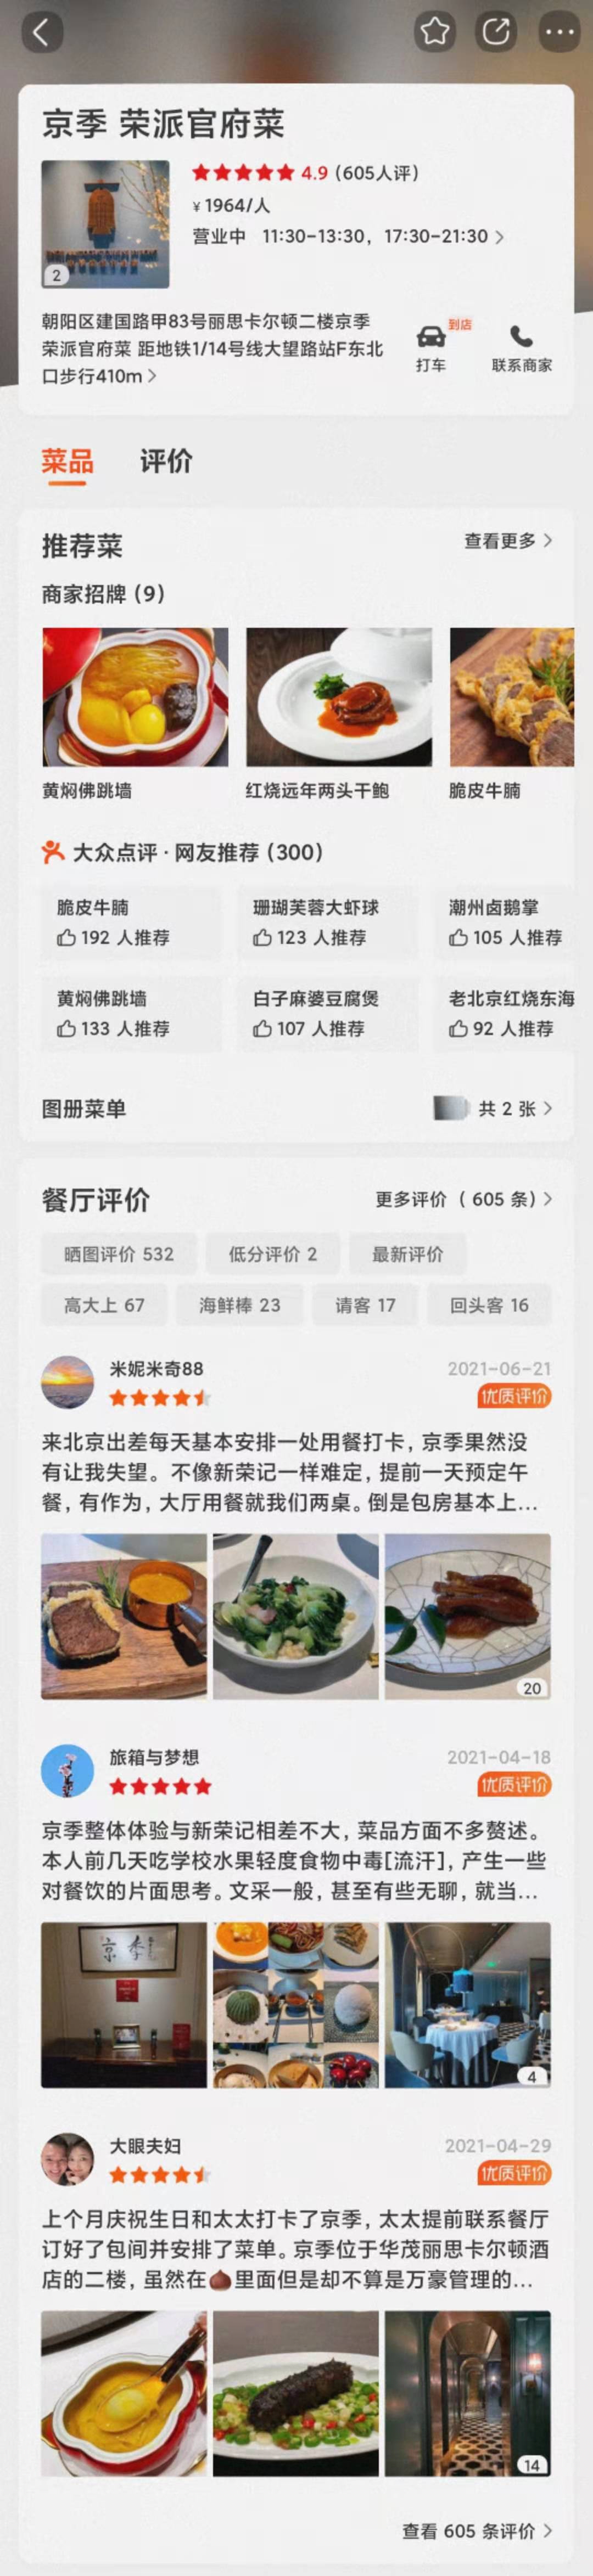 京季 荣派官府菜
4.9 (605人评)
¥1964/人
营业中 11:30-13:30, 17:30-21:30
2
朝阳区建国路甲83号丽思卡尔顿二楼京季
荣派官府菜 距地铁1/14号线大望路站F东北
口步行410m
到店
打车
联系商家
菜品
评价
推荐菜
查看更多
商家招牌 (9)
黄焖佛跳墙
红烧远年两头干鲍
脆皮牛腩
大众点评·网友推荐 (300)
脆皮牛腩
192 人推荐
珊瑚芙蓉大虾球
123 人推荐
潮州卤鹅掌
105 人推荐
黄焖佛跳墙
133 人推荐
白子麻婆豆腐煲
107 人推荐
老北京红烧东海
92 人推荐
图册菜单
共 2 张
餐厅评价
更多评价 ( 605 条)
晒图评价 532
低分评价 2
最新评价
高大上 67
海鲜棒 23
请客 17
回头客 16
米妮米奇88
2021-06-21
优质评价
来北京出差每天基本安排一处用餐打卡, 京季果然没
有让我失望。不像新荣记一样难定, 提前一天预定午
餐, 有作为, 大厅用餐就我们两桌。倒是包房基本上...
20
旅箱与梦想
2021-04-18
优质评价
京季整体体验与新荣记相差不大, 菜品方面不多赘述。
本人前几天吃学校水果轻度食物中毒[流汗], 产生一些
对餐饮的片面思考。文采一般, 甚至有些无聊, 就当...
京季
4
大眼夫妇
2021-04-29
优质评价
上个月庆祝生日和太太打卡了京季, 太太提前联系餐厅
订好了包间并安排了菜单。京季位于华茂丽思卡尔顿酒
店的二楼, 虽然在🌰里面但是却不算是万豪管理的...
14
查看 605 条评价